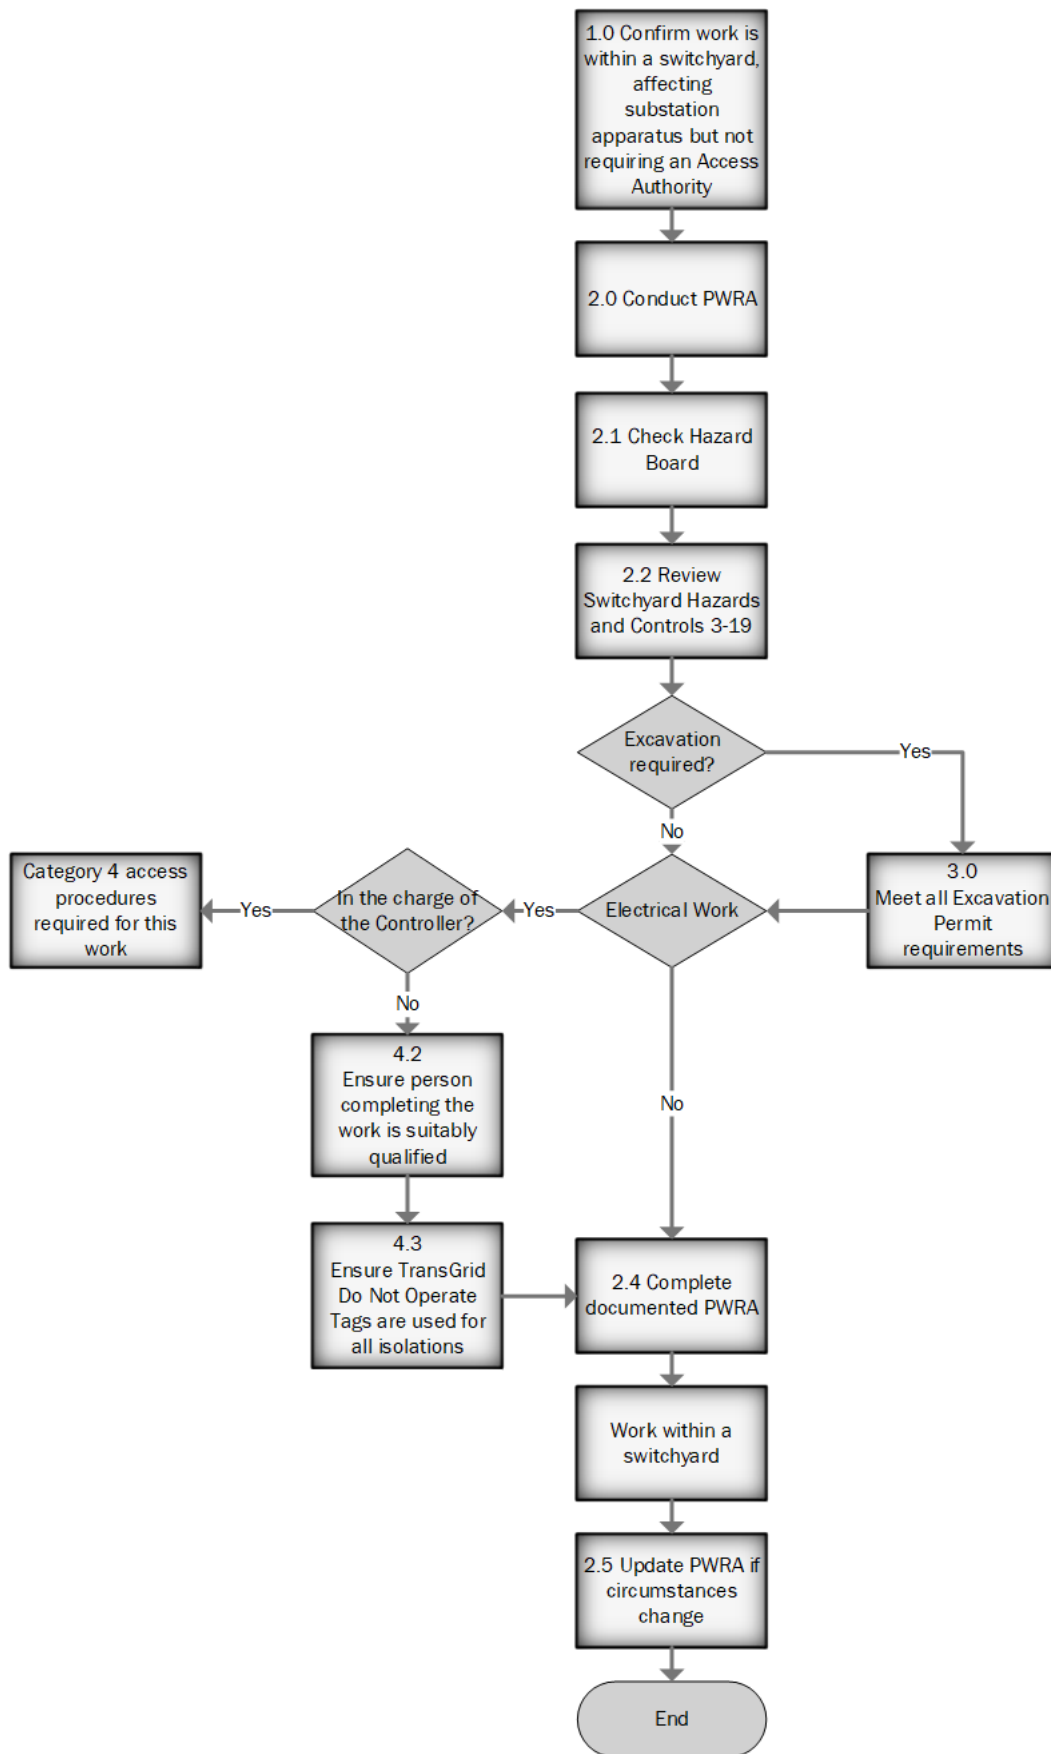 1.0 Confirm work is
within a switchyard,
affecting
substation
apparatus but not
requiring an Access
Authority
2.0 Conduct PWRA
2.1 Check Hazard
Board
2.2 Review
Switchyard Hazards
and Controls 3-19
Excavation
required?
Yes
No
Category 4 access
procedures
required for this
work
Yes
In the charge of
the Controller?
Yes
Electrical Work
3.0
Meet all Excavation
Permit
requirements
No
4.2
Ensure person
completing the
work is suitably
qualified
No
4.3
Ensure TransGrid
Do Not Operate
Tags are used for
all isolations
2.4 Complete
documented PWRA
Work within a
switchyard
2.5 Update PWRA if
circumstances
change
End